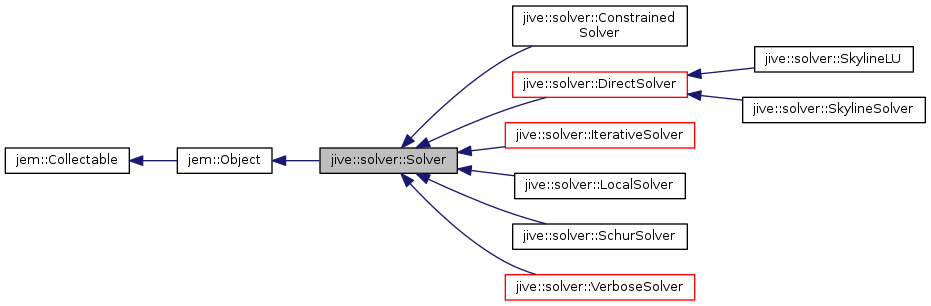 jem::Collectable
jem::Object
jive::solver::Solver
jive::solver::Constrained
Solver
jive::solver::DirectSolver
jive::solver::IterativeSolver
jive::solver::LocalSolver
jive::solver::SchurSolver
jive::solver::VerboseSolver
jive::solver::SkylineLU
jive::solver::SkylineSolver